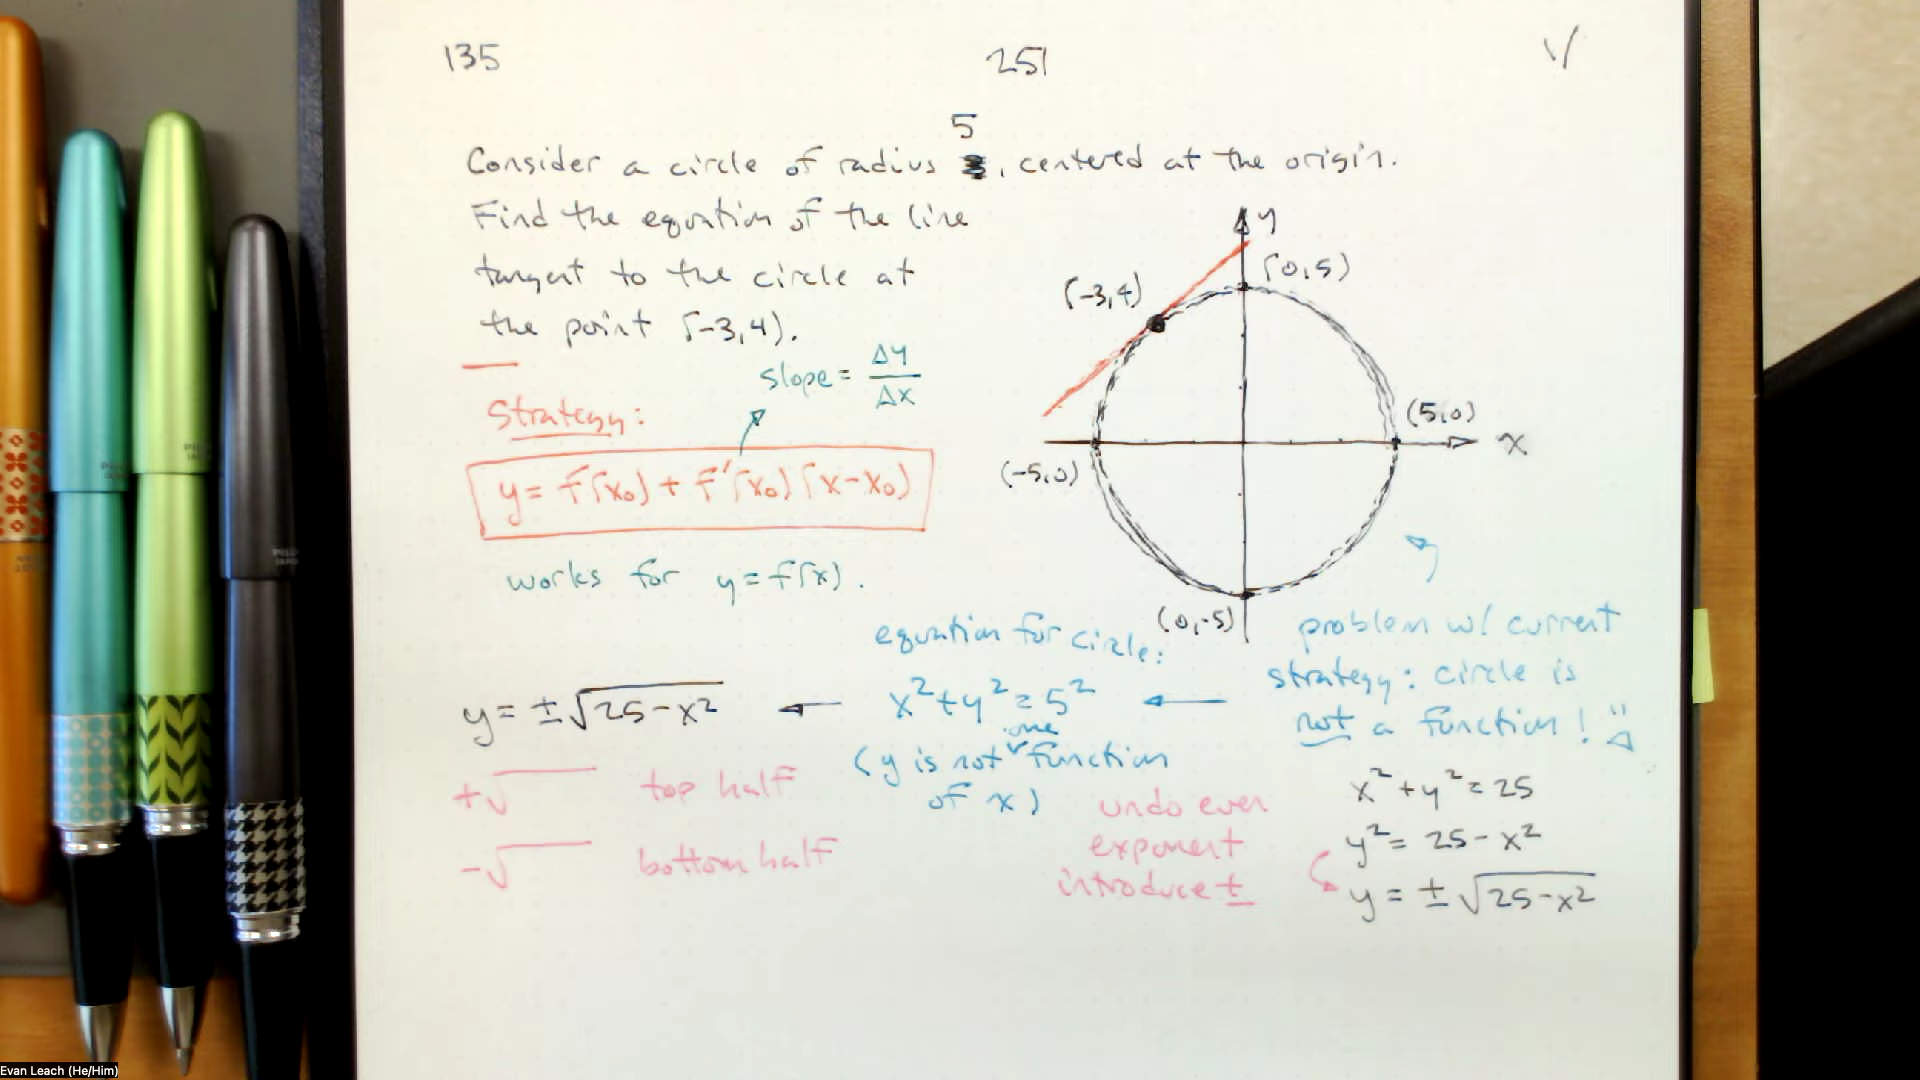 135
251
V
5
Consider a circle of radius , centered at the origin.
Find the equation of the line
tangent to the circle at
the point (-3,4).
slope = Δy/Δx
Strategy:
y = f(x₀) + f'(x₀)(x-x₀)
works for y = f(x).
y
(0,5)
(-3,4)
(5,0)
x
(-5,0)
(0,-5)
problem w/ current
strategy: circle is
not a function!
equation for circle:
x² + y² = 5²
one
(y is not ˅ function
of x)
y = ±√25-x²
+√ top half
-√ bottom half
x² + y² = 25
y² = 25 - x²
y = ± √25-x²
undo even
exponent
introduce ±
Evan Leach (He/Him)